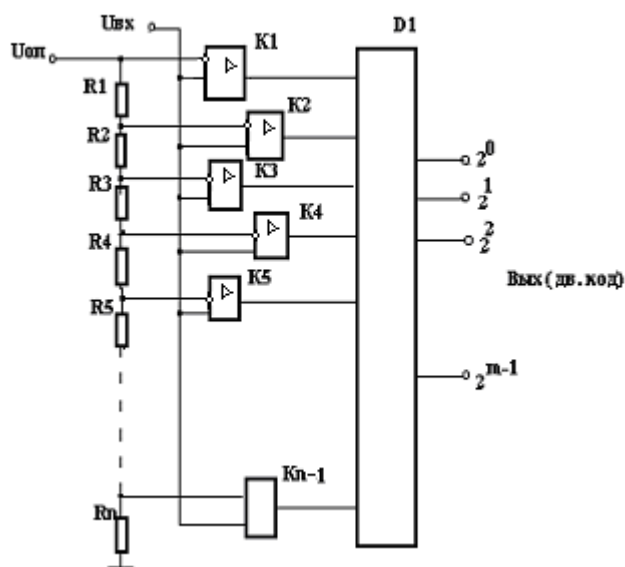 Uвх
D1
Uоп
K1
R1
K2
R2
K3
R3
K4
R4
K5
R5
2^0
2^1
2^2
Вых(дв.код)
2^m-1
Kn-1
Rn